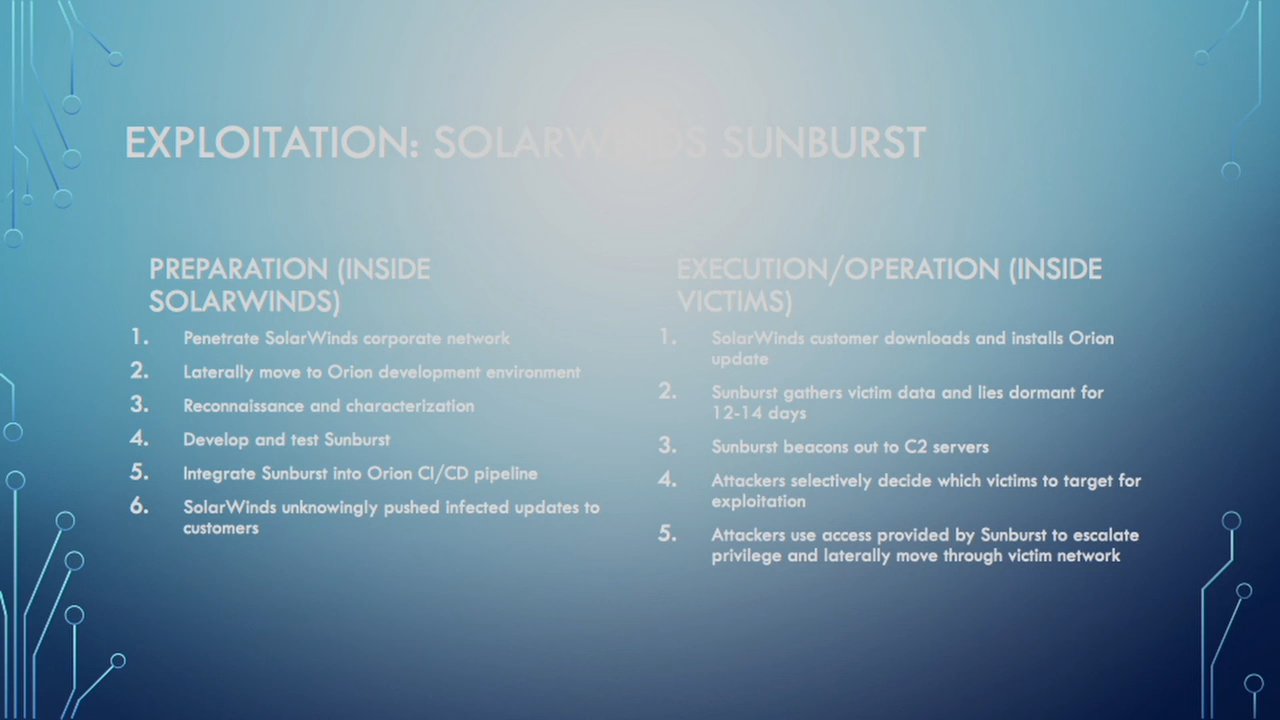 EXPLOITATION: SOLARWINDS SUNBURST
PREPARATION (INSIDE
SOLARWINDS)
1. Penetrate SolarWinds corporate network
2. Laterally move to Orion development environment
3. Reconnaissance and characterization
4. Develop and test Sunburst
5. Integrate Sunburst into Orion CI/CD pipeline
6. SolarWinds unknowingly pushed infected updates to
customers
EXECUTION/OPERATION (INSIDE
VICTIMS)
1. SolarWinds customer downloads and installs Orion
update
2. Sunburst gathers victim data and lies dormant for
12-14 days
3. Sunburst beacons out to C2 servers
4. Attackers selectively decide which victims to target for
exploitation
5. Attackers use access provided by Sunburst to escalate
privilege and laterally move through victim network